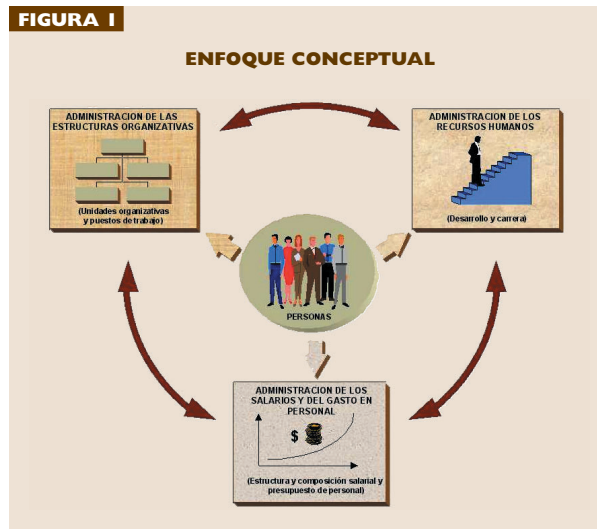 FIGURA I
ENFOQUE CONCEPTUAL
ADMINISTRACION DE LAS
ESTRUCTURAS ORGANIZATIVAS
(Unidades organizativas
y puestos de trabajo)
ADMINISTRACION DE LOS
RECURSOS HUMANOS
(Desarrollo y carrera)
PERSONAS
ADMINISTRACION DE LOS
SALARIOS Y DEL GASTO EN
PERSONAL
$
(Estructura y composición salarial y
presupuesto de personal)